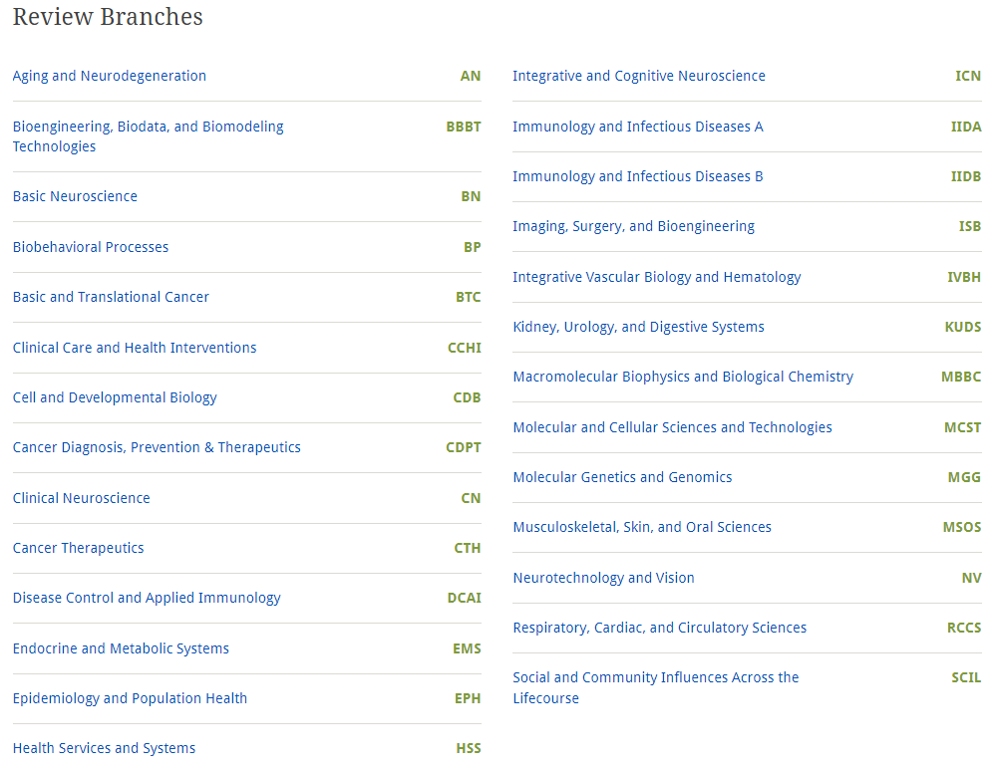 Review Branches
Aging and Neurodegeneration AN
Bioengineering, Biodata, and Biomodeling BBBT
Technologies
Basic Neuroscience BN
Biobehavioral Processes BP
Basic and Translational Cancer BTC
Clinical Care and Health Interventions CCHI
Cell and Developmental Biology CDB
Cancer Diagnosis, Prevention & Therapeutics CDPT
Clinical Neuroscience CN
Cancer Therapeutics CTH
Disease Control and Applied Immunology DCAI
Endocrine and Metabolic Systems EMS
Epidemiology and Population Health EPH
Health Services and Systems HSS
Integrative and Cognitive Neuroscience ICN
Immunology and Infectious Diseases A IIDA
Immunology and Infectious Diseases B IIDB
Imaging, Surgery, and Bioengineering ISB
Integrative Vascular Biology and Hematology IVBH
Kidney, Urology, and Digestive Systems KUDS
Macromolecular Biophysics and Biological Chemistry MBBC
Molecular and Cellular Sciences and Technologies MCST
Molecular Genetics and Genomics MGG
Musculoskeletal, Skin, and Oral Sciences MSOS
Neurotechnology and Vision NV
Respiratory, Cardiac, and Circulatory Sciences RCCS
Social and Community Influences Across the SCIL
Lifecourse